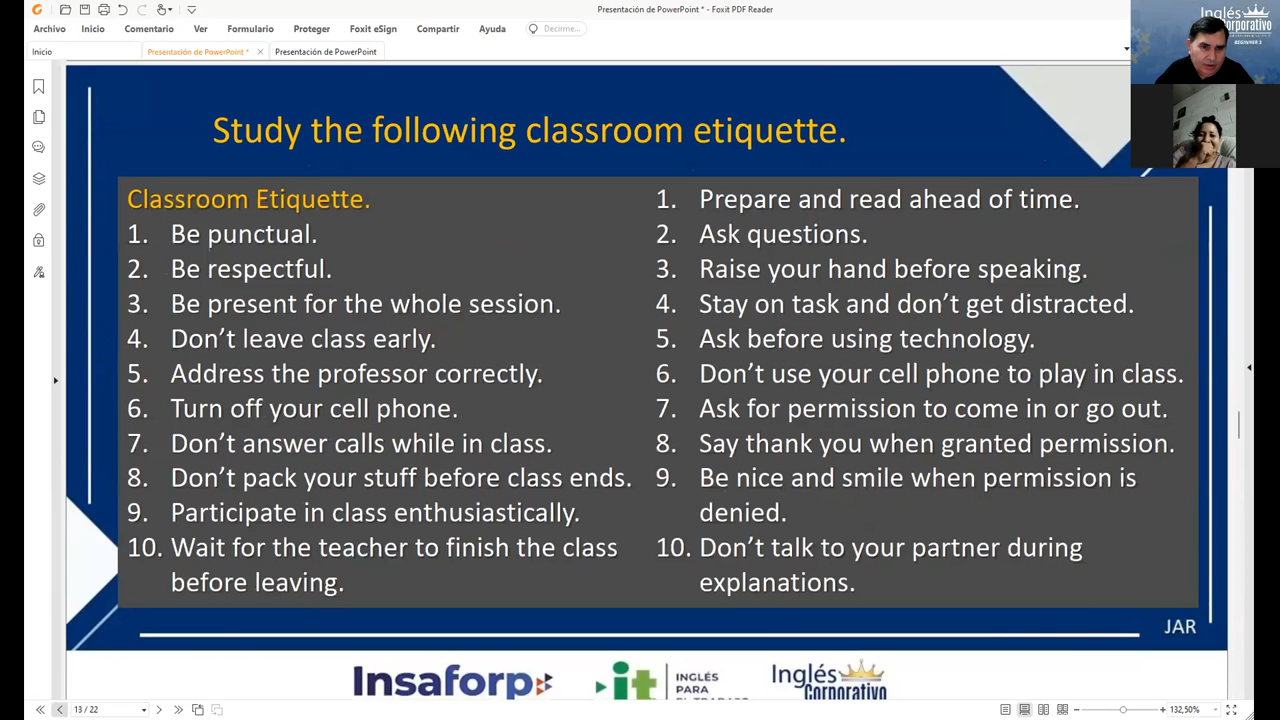 Presentación de PowerPoint * - Foxit PDF Reader
Archivo Inicio Comentario Ver Formulario Proteger Foxit eSign Compartir Ayuda Decirme...
Inicio Presentación de PowerPoint * × Presentación de PowerPoint
Inglés
Corporativo
BEGINNER 2
Study the following classroom etiquette.
Classroom Etiquette.
1. Be punctual.
2. Be respectful.
3. Be present for the whole session.
4. Don't leave class early.
5. Address the professor correctly.
6. Turn off your cell phone.
7. Don't answer calls while in class.
8. Don't pack your stuff before class ends.
9. Participate in class enthusiastically.
10. Wait for the teacher to finish the class
before leaving.
1. Prepare and read ahead of time.
2. Ask questions.
3. Raise your hand before speaking.
4. Stay on task and don't get distracted.
5. Ask before using technology.
6. Don't use your cell phone to play in class.
7. Ask for permission to come in or go out.
8. Say thank you when granted permission.
9. Be nice and smile when permission is
denied.
10. Don't talk to your partner during
explanations.
JAR
Insaforp
it
INGLÉS
PARA
Inglés
Corporativo
13 / 22
132,50%